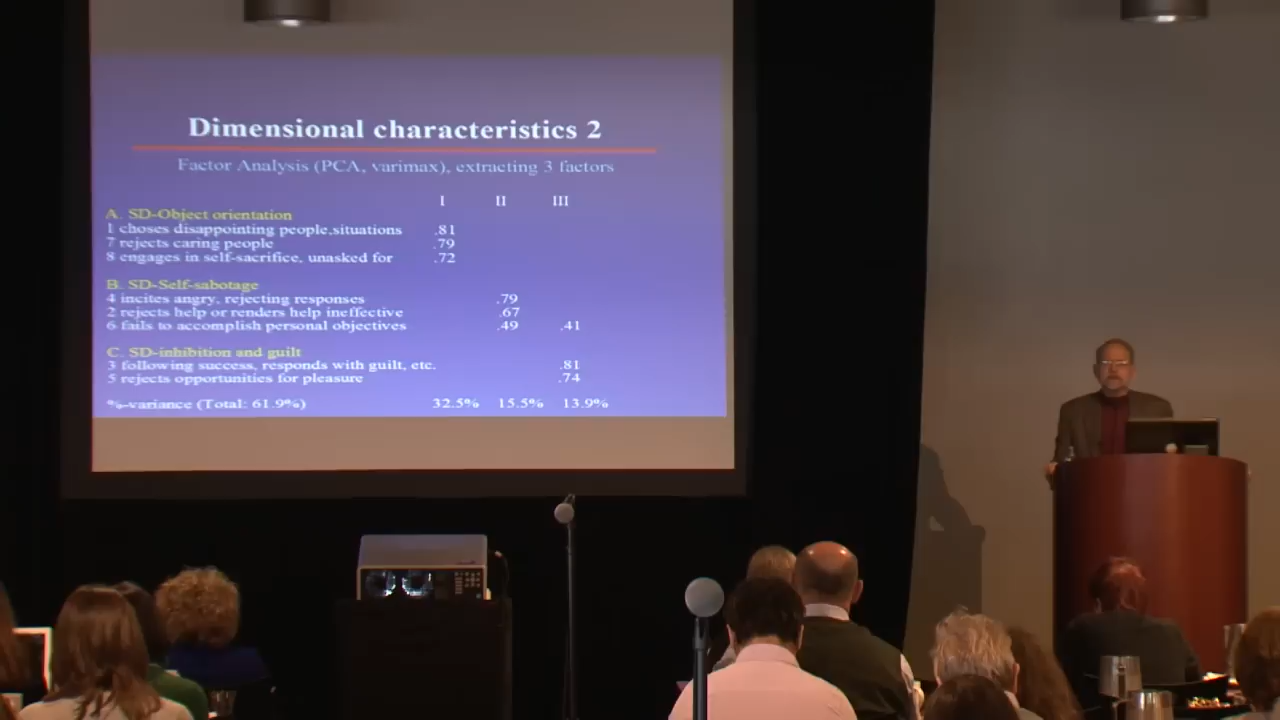 Dimensional characteristics 2
Factor Analysis (PCA, varimax), extracting 3 factors
I II III
A. SD-Object orientation
1 choses disappointing people,situations .81
7 rejects caring people .79
8 engages in self-sacrifice, unasked for .72
B. SD-Self-sabotage
4 incites angry, rejecting responses .79
2 rejects help or renders help ineffective .67
6 fails to accomplish personal objectives .49 .41
C. SD-inhibition and guilt
3 following success, responds with guilt, etc. .81
5 rejects opportunities for pleasure .74
%-variance (Total: 61.9%) 32.5% 15.5% 13.9%